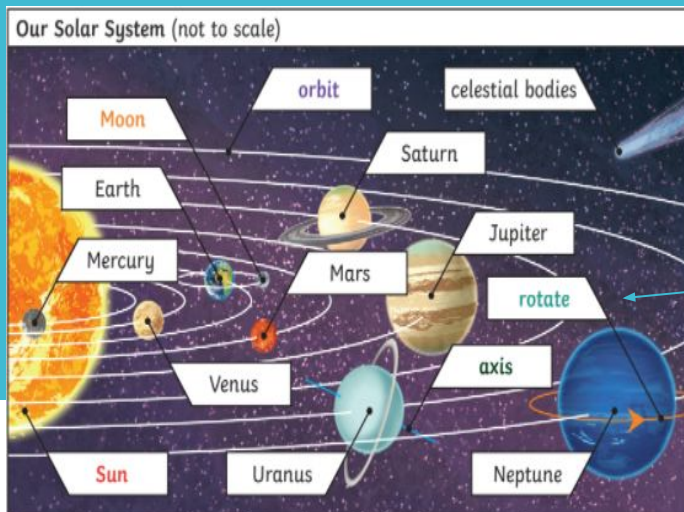 Our Solar System (not to scale)
orbit
celestial bodies
Moon
Saturn
Earth
Jupiter
Mercury
Mars
rotate
Venus
axis
Sun
Uranus
Neptune